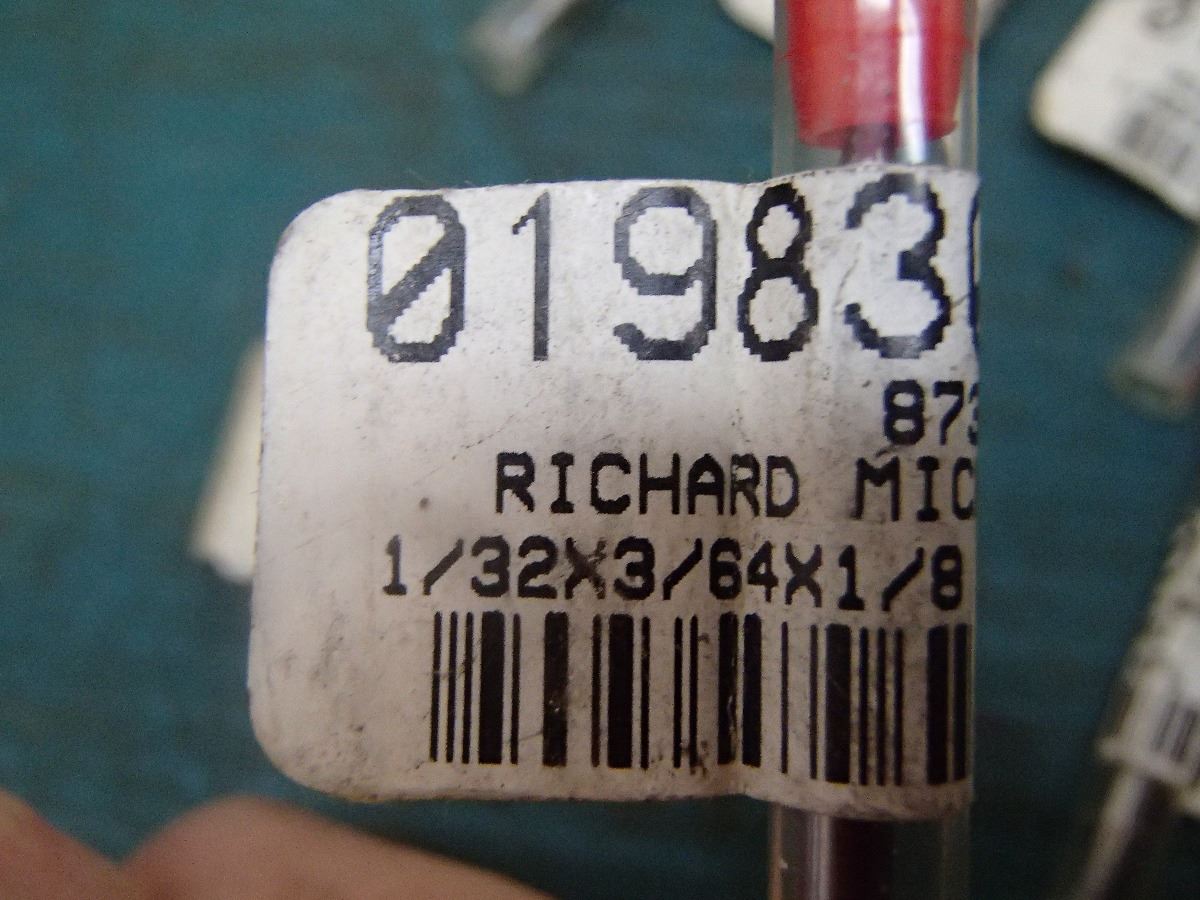 01983
873
RICHARD MIC
1/32X3/64X1/8